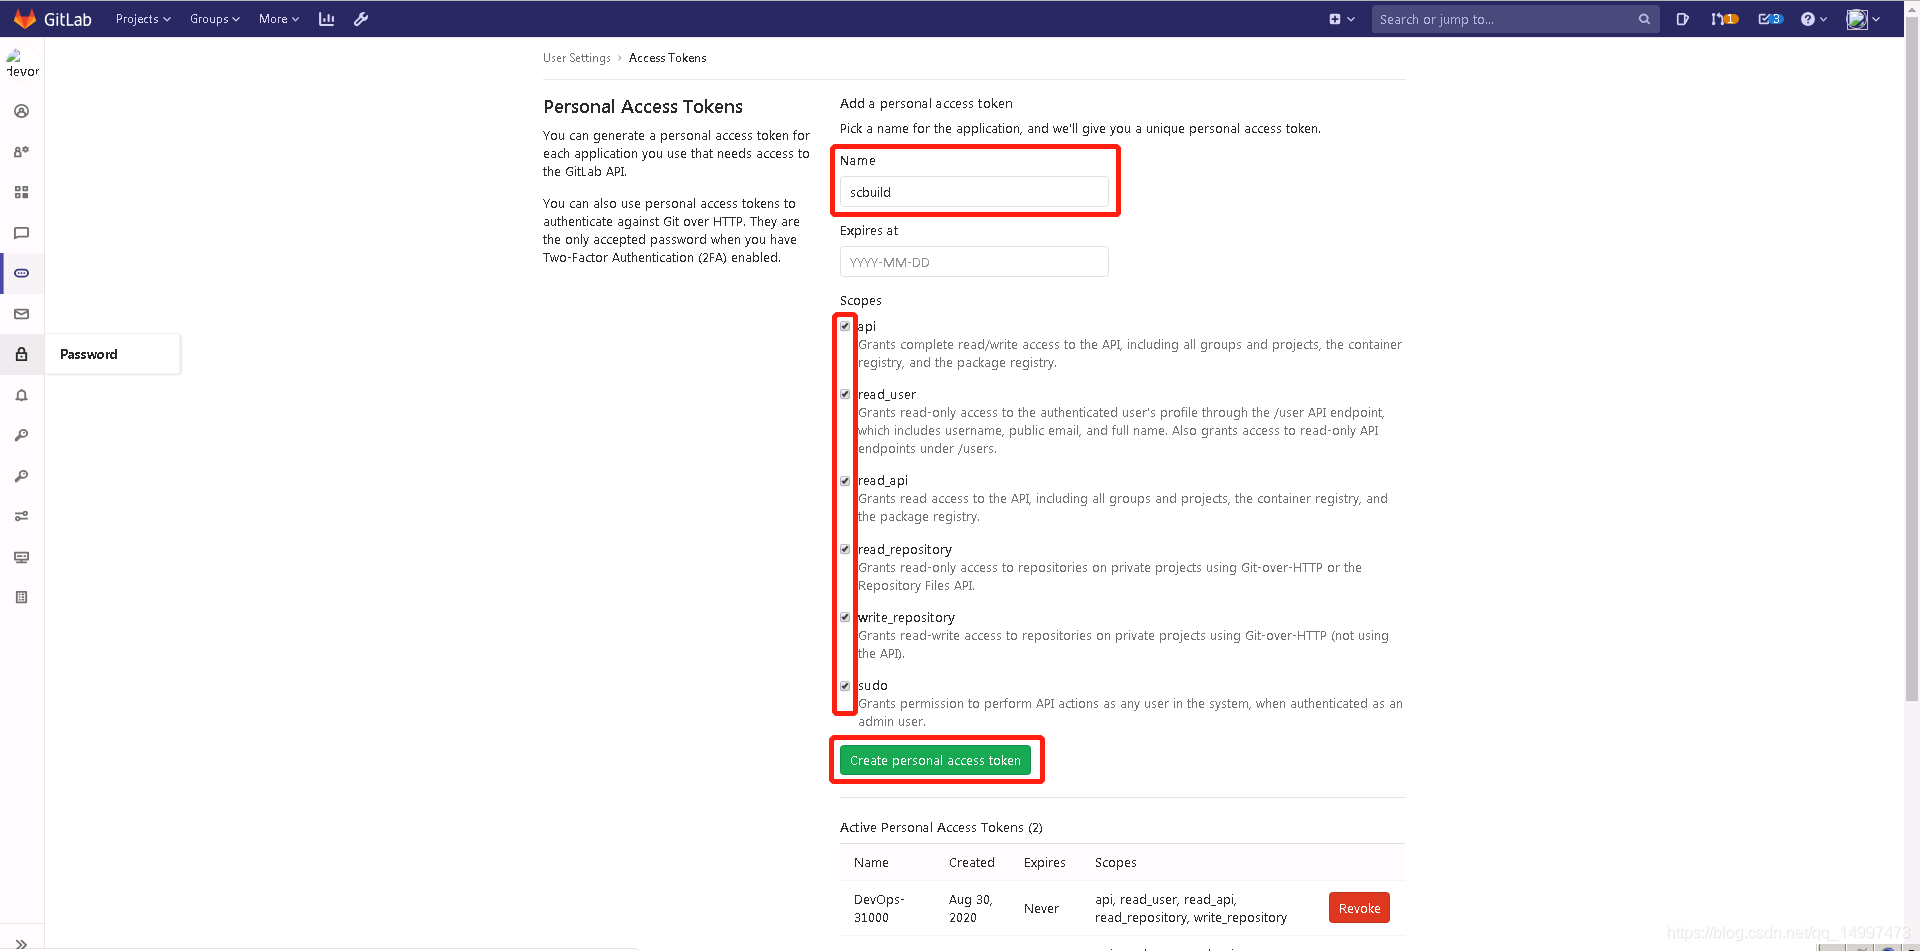 GitLab Projects Groups More Search or jump to... 1 3
devor
User Settings › Access Tokens
Personal Access Tokens
You can generate a personal access token for
each application you use that needs access to
the GitLab API.
You can also use personal access tokens to
authenticate against Git over HTTP. They are
the only accepted password when you have
Two-Factor Authentication (2FA) enabled.
Password
Add a personal access token
Pick a name for the application, and we'll give you a unique personal access token.
Name
scbuild
Expires at
YYYY-MM-DD
Scopes
api
Grants complete read/write access to the API, including all groups and projects, the container
registry, and the package registry.
read_user
Grants read-only access to the authenticated user's profile through the /user API endpoint,
which includes username, public email, and full name. Also grants access to read-only API
endpoints under /users.
read_api
Grants read access to the API, including all groups and projects, the container registry, and
the package registry.
read_repository
Grants read-only access to repositories on private projects using Git-over-HTTP or the
Repository Files API.
write_repository
Grants read-write access to repositories on private projects using Git-over-HTTP (not using
the API).
sudo
Grants permission to perform API actions as any user in the system, when authenticated as an
admin user.
Create personal access token
Active Personal Access Tokens (2)
Name Created Expires Scopes
DevOps- Aug 30, Never api, read_user, read_api, Revoke
31000 2020 read_repository, write_repository
https://blog.csdn.net/qq_14997473